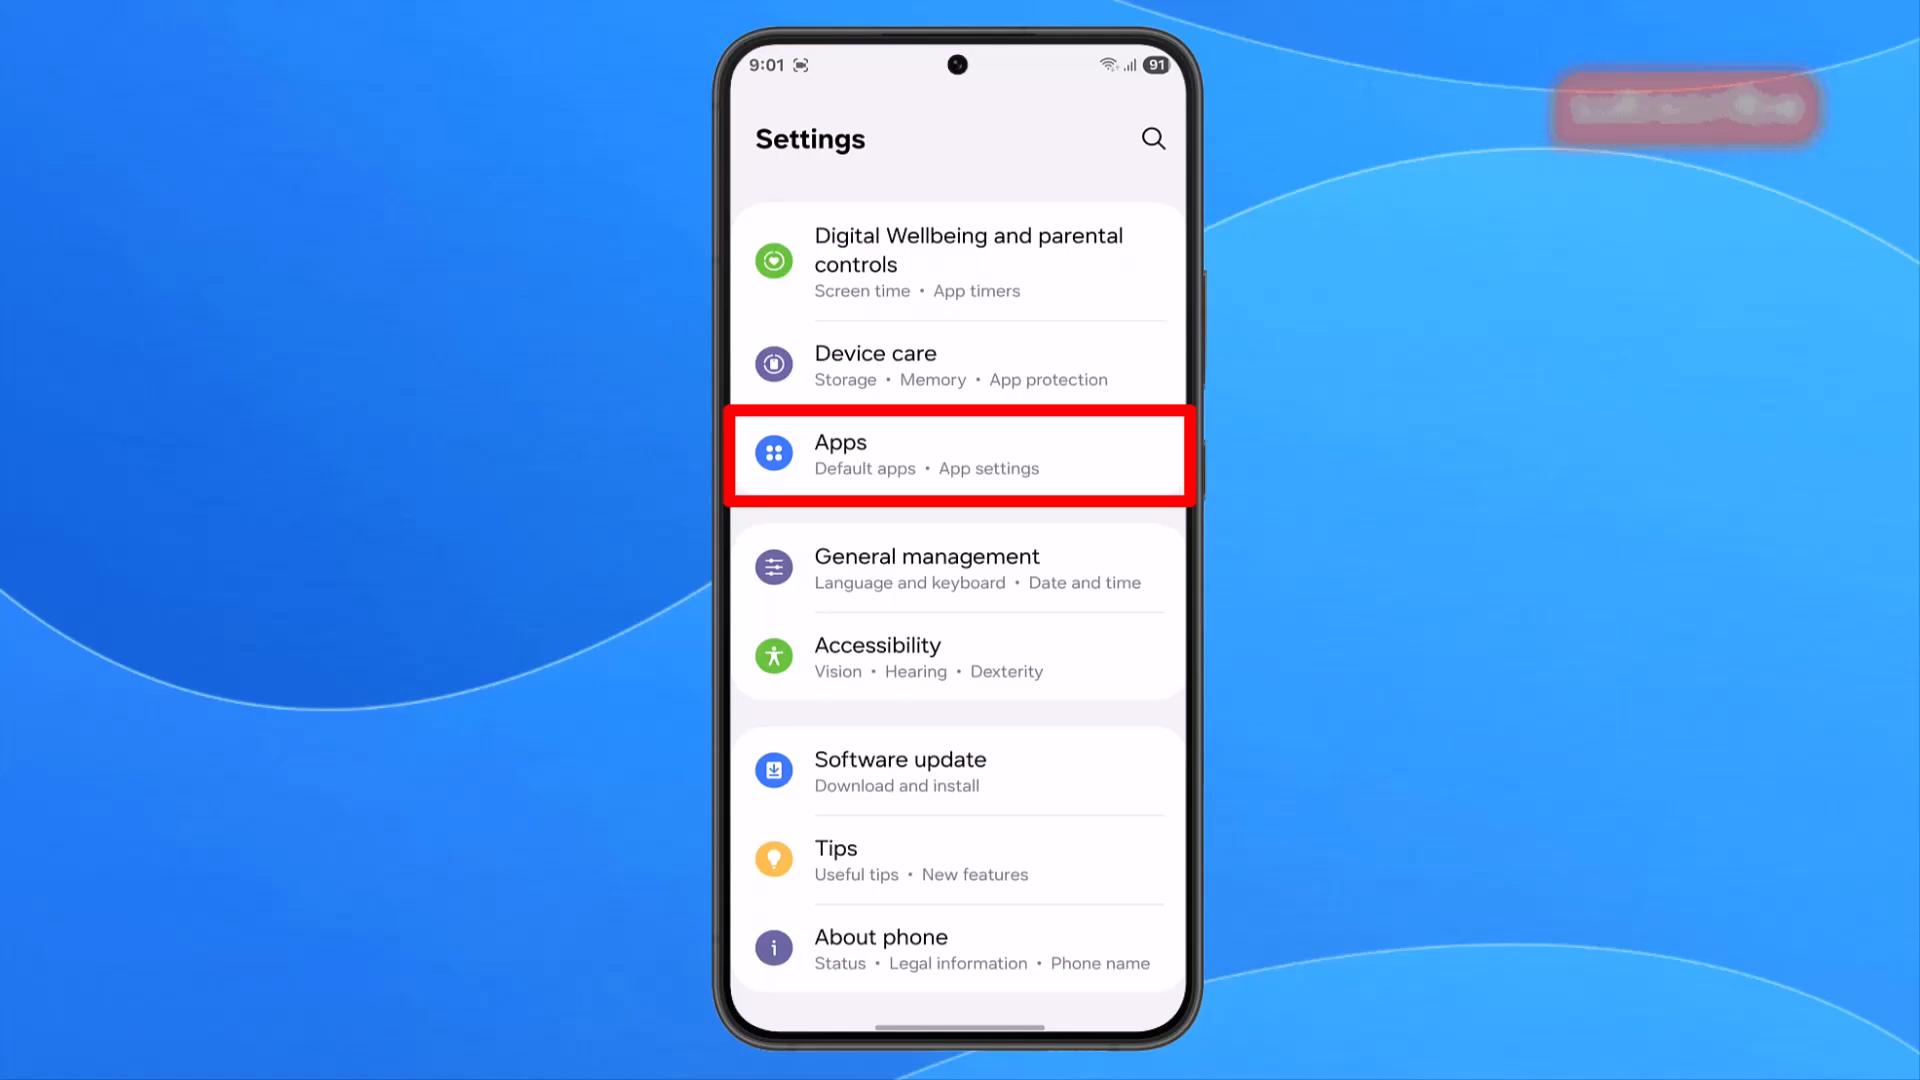 9:01
91
Settings
Digital Wellbeing and parental
controls
Screen time • App timers
Device care
Storage • Memory • App protection
Apps
Default apps • App settings
General management
Language and keyboard • Date and time
Accessibility
Vision • Hearing • Dexterity
Software update
Download and install
Tips
Useful tips • New features
About phone
Status • Legal information • Phone name